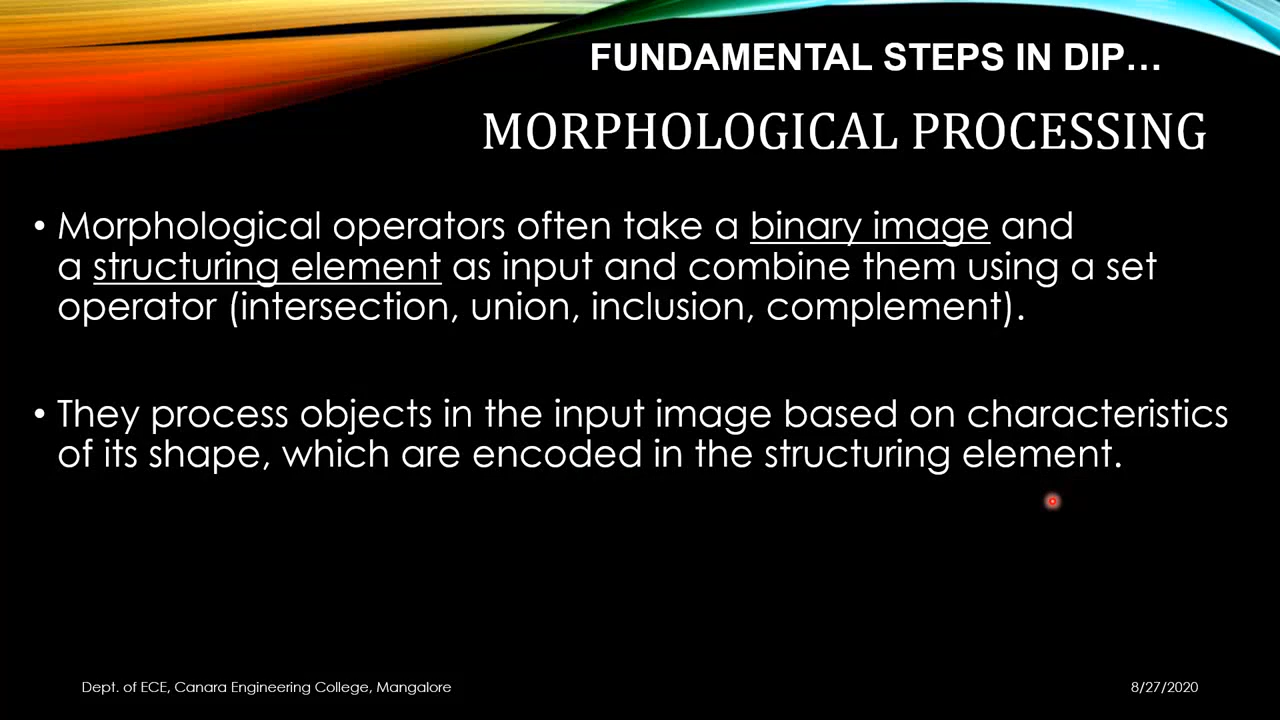 FUNDAMENTAL STEPS IN DIP…
MORPHOLOGICAL PROCESSING
• Morphological operators often take a binary image and
a structuring element as input and combine them using a set
operator (intersection, union, inclusion, complement).
• They process objects in the input image based on characteristics
of its shape, which are encoded in the structuring element.
Dept. of ECE, Canara Engineering College, Mangalore
8/27/2020